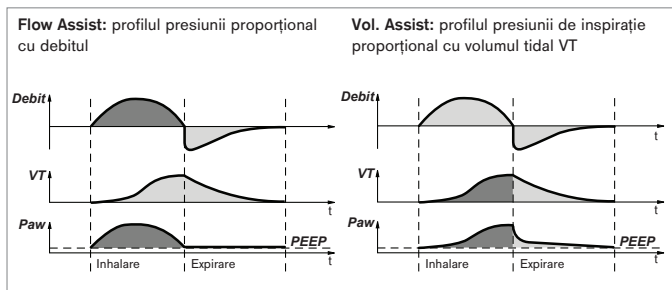 Flow Assist: profilul presiunii proporțional
cu debitul
Debit
t
VT
t
Paw
PEEP
t
Inhalare
Expirare
Vol. Assist: profilul presiunii de inspirație
proporțional cu volumul tidal VT
Debit
t
VT
t
Paw
PEEP
t
Inhalare
Expirare